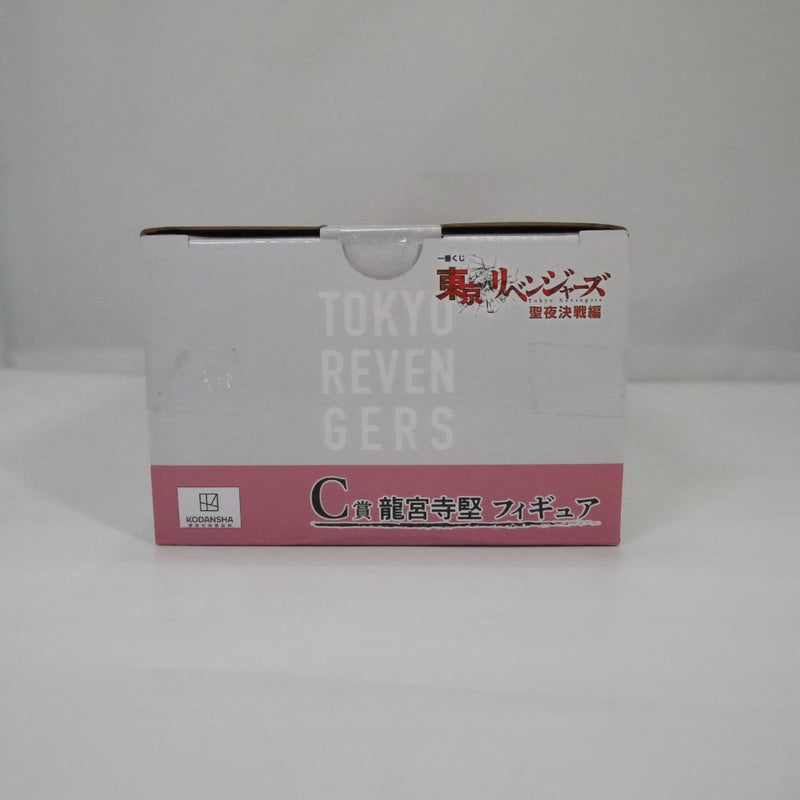 一番くじ
東京リベンジャーズ
Tokyo Revengers
聖夜決戦編
TOKYO
REVEN
GERS
C賞 龍宮寺堅 フィギュア
KODANSHA